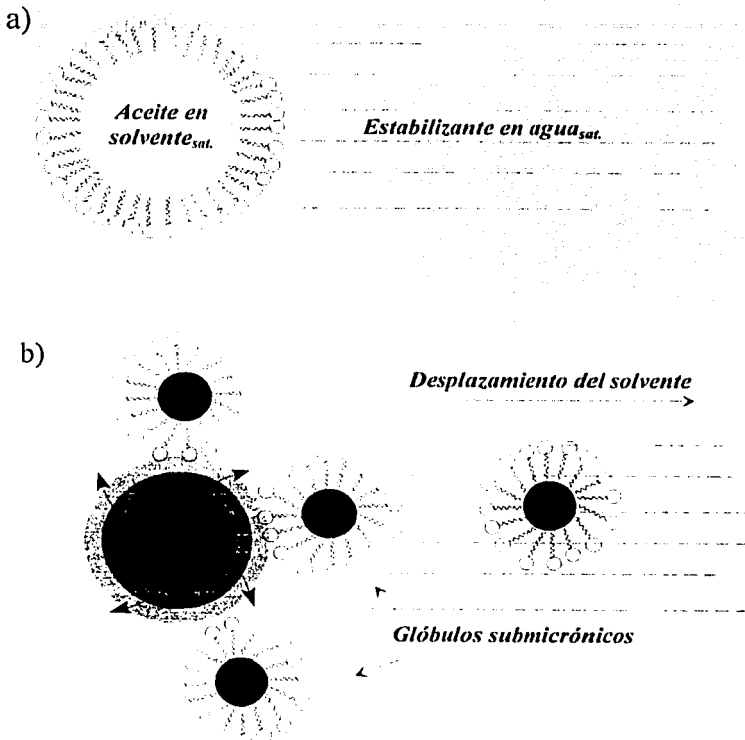 a)
Aceite en
solvente sat.
Estabilizante en agua sat.
b)
Desplazamiento del solvente
Glóbulos submicrónicos